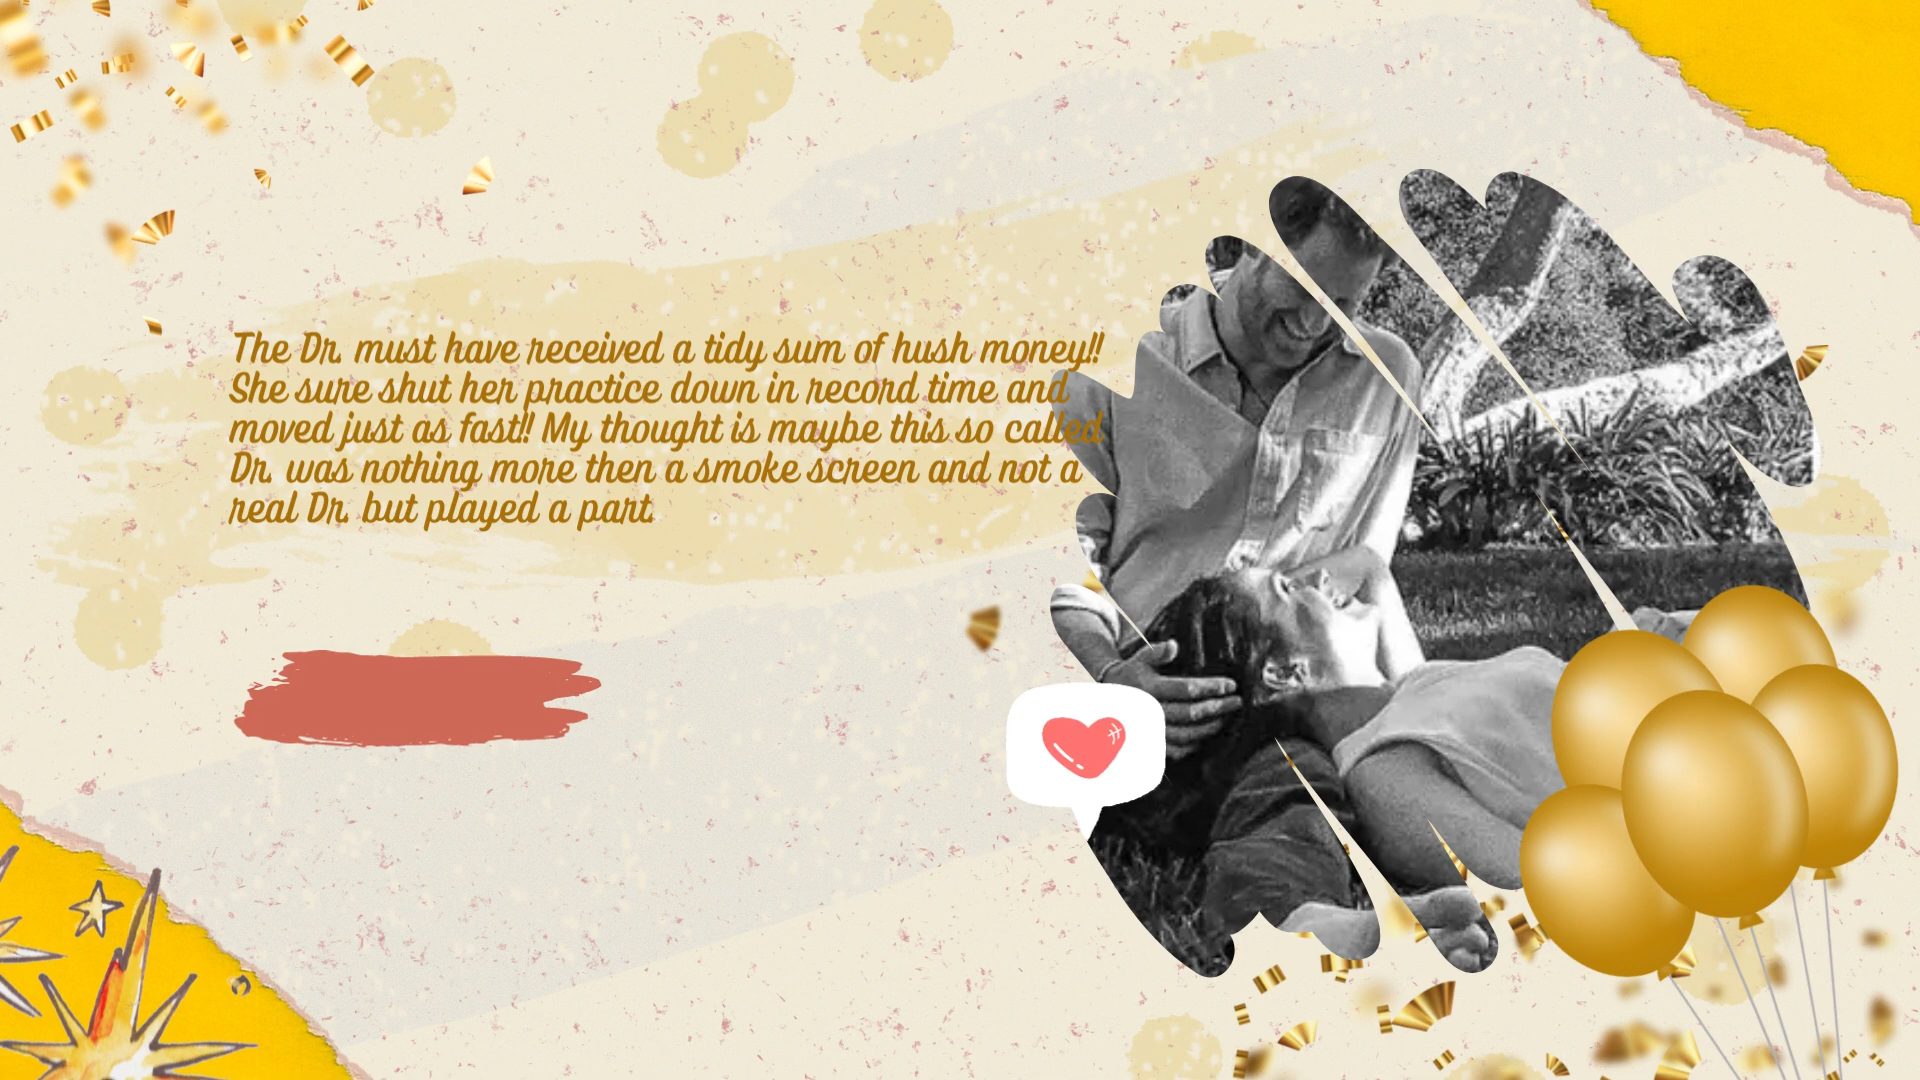 The Dr. must have received a tidy sum of hush money!!
She sure shut her practice down in record time and
moved just as fast!! My thought is maybe this so called
Dr. was nothing more then a smoke screen and not a
real Dr. but played a part.